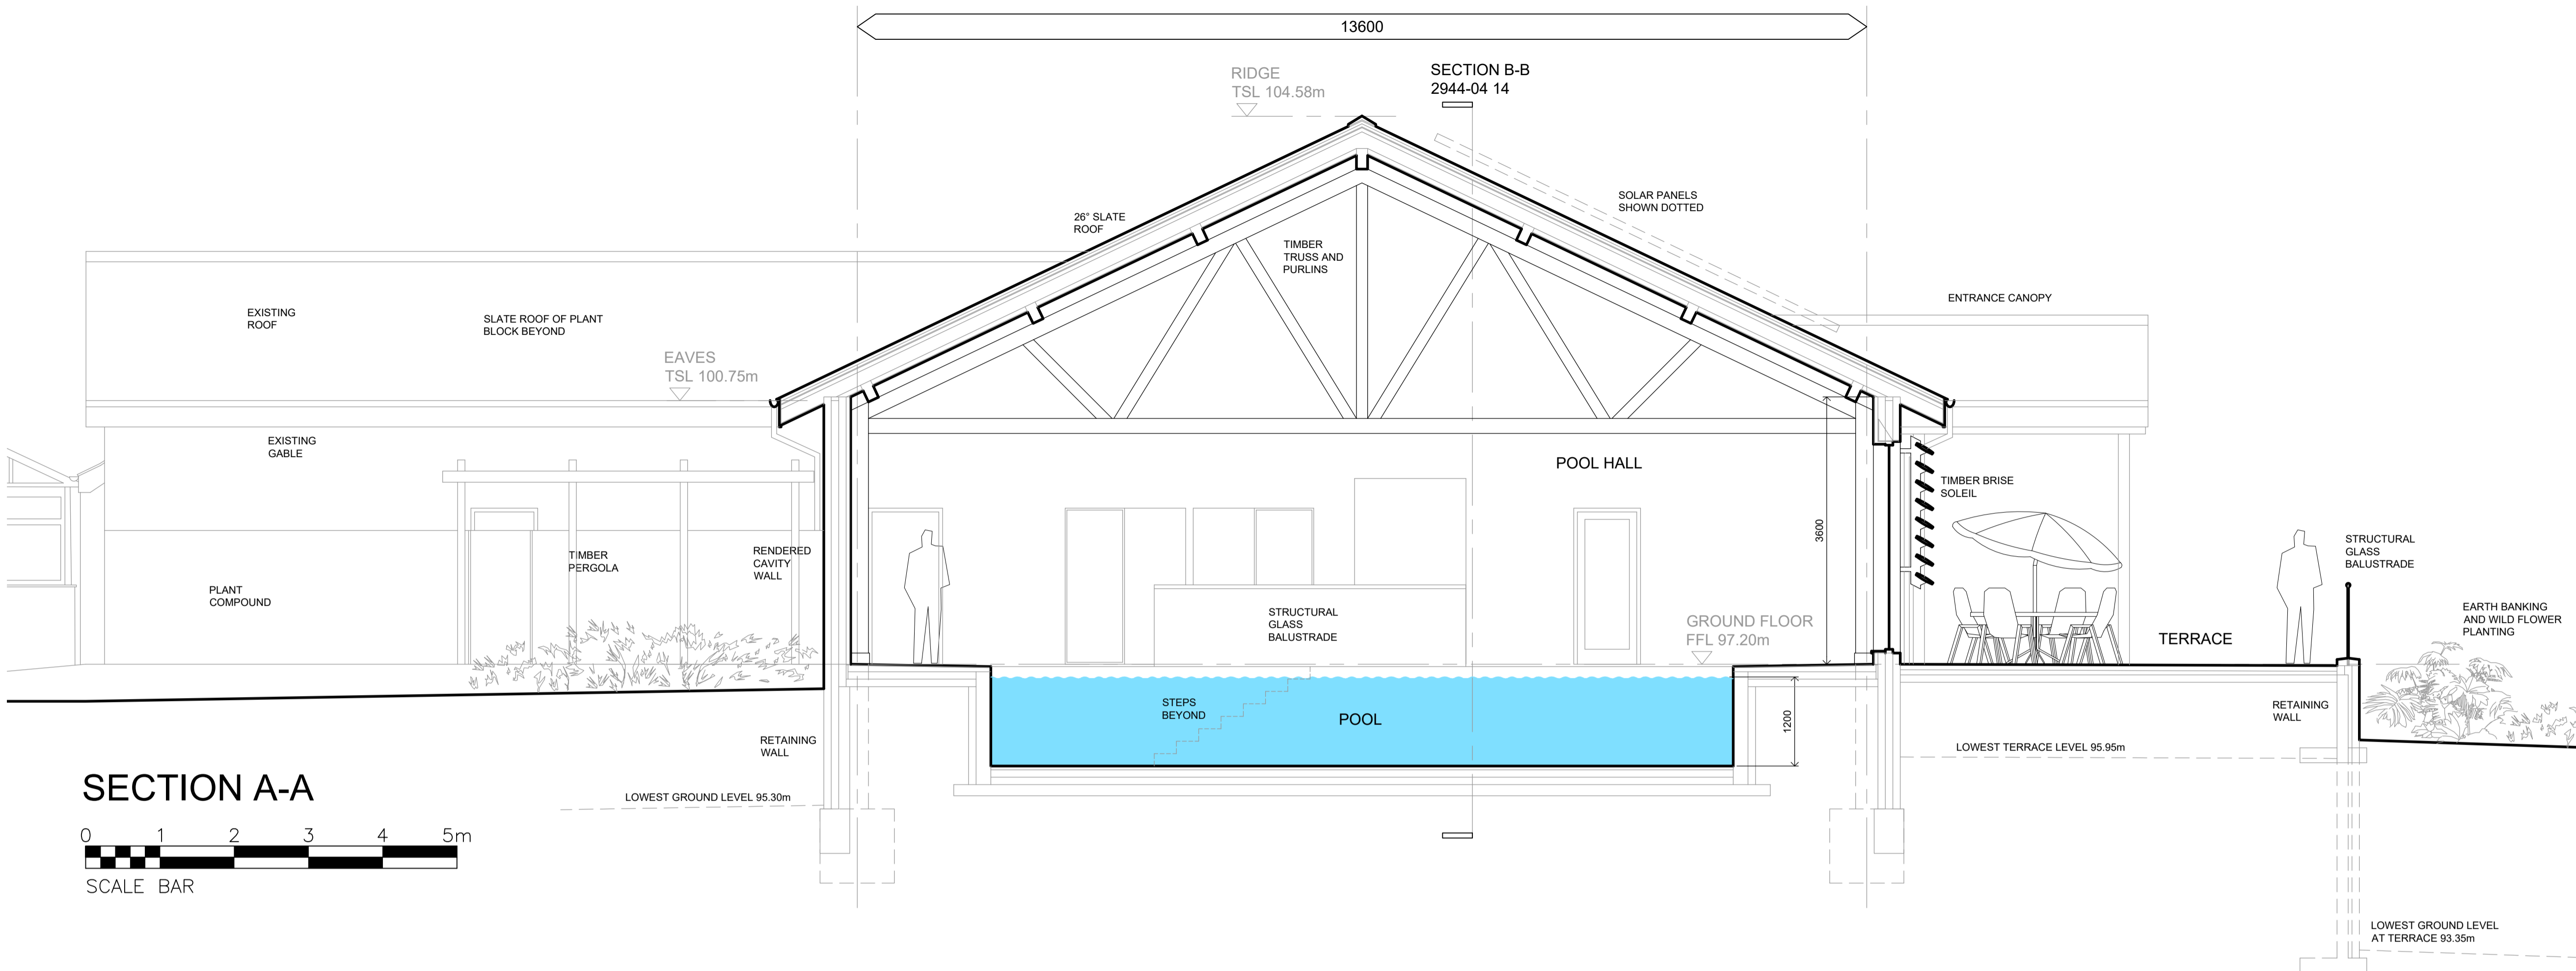 13600
RIDGE
TSL 104.58m
SECTION B-B
2944-04 14
26° SLATE
ROOF
SOLAR PANELS
SHOWN DOTTED
TIMBER
TRUSS AND
PURLINS
ENTRANCE CANOPY
EXISTING
ROOF
SLATE ROOF OF PLANT
BLOCK BEYOND
EAVES
TSL 100.75m
EXISTING
GABLE
POOL HALL
TIMBER BRISE
SOLEIL
3600
TIMBER
PERGOLA
RENDERED
CAVITY
WALL
STRUCTURAL
GLASS
BALUSTRADE
PLANT
COMPOUND
STRUCTURAL
GLASS
BALUSTRADE
GROUND FLOOR
FFL 97.20m
TERRACE
EARTH BANKING
AND WILD FLOWER
PLANTING
STEPS
BEYOND
POOL
1200
RETAINING
WALL
RETAINING
WALL
LOWEST TERRACE LEVEL 95.95m
SECTION A-A
LOWEST GROUND LEVEL 95.30m
0 1 2 3 4 5m
SCALE BAR
LOWEST GROUND LEVEL
AT TERRACE 93.35m